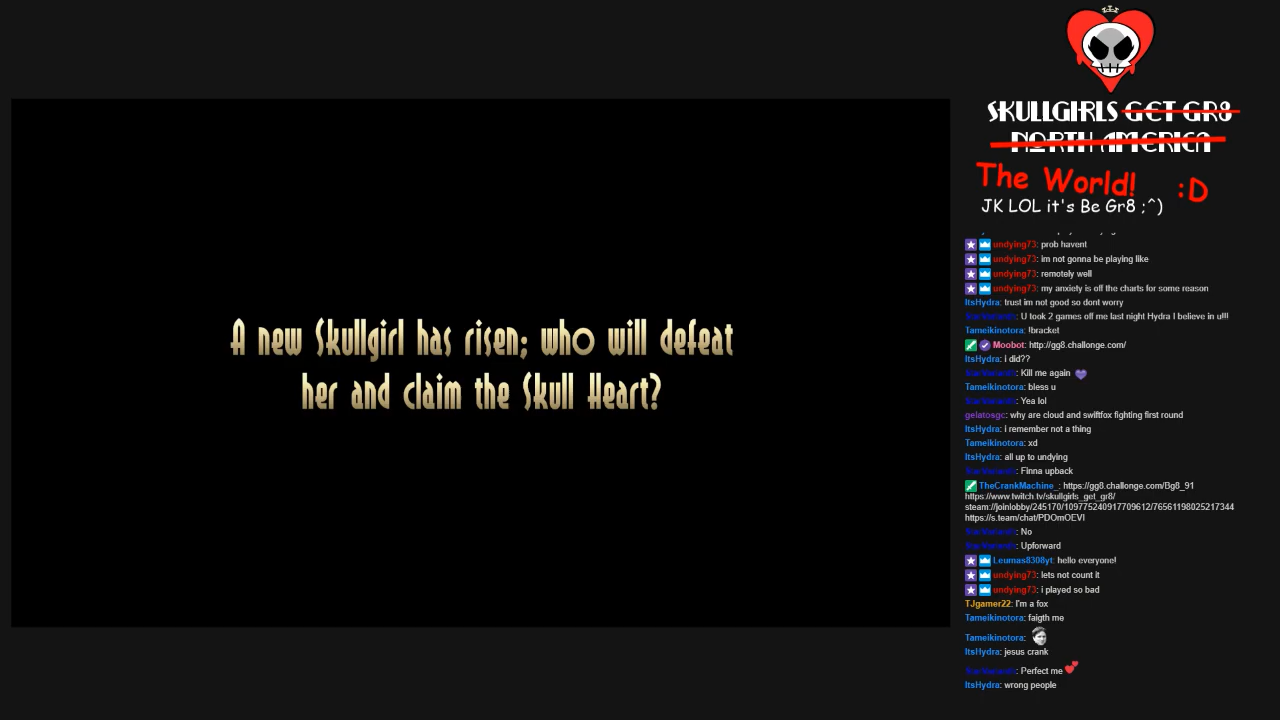 A new Skullgirl has risen; who will defeat
her and claim the Skull Heart?
SKULLGIRLS GET GR8
NORTH AMERICA
The World! :D
JK LOL it's Be Gr8 ;^)
undying73: prob havent
undying73: im not gonna be playing like
undying73: remotely well
undying73: my anxiety is off the charts for some reason
ItsHydra: trust im not good so dont worry
: U took 2 games off me last night Hydra I believe in u!!!
Tameikinotora: !bracket
Moobot: http://gg8.challonge.com/
ItsHydra: i did??
: Kill me again
Tameikinotora: bless u
: Yea lol
gelatosgc: why are cloud and swiftfox fighting first round
ItsHydra: i remember not a thing
Tameikinotora: xd
ItsHydra: all up to undying
: Finna upback
TheCrankMachine_: https://gg8.challonge.com/Bg8_91
https://www.twitch.tv/skullgirls_get_gr8/
steam://joinlobby/245170/109775240917709612/76561198025217344
https://s.team/chat/PDOmOEVI
: No
: Upforward
Leumas8308yt: hello everyone!
undying73: lets not count it
undying73: i played so bad
TJgamer22: I'm a fox
Tameikinotora: faigth me
Tameikinotora:
ItsHydra: jesus crank
: Perfect me
ItsHydra: wrong people